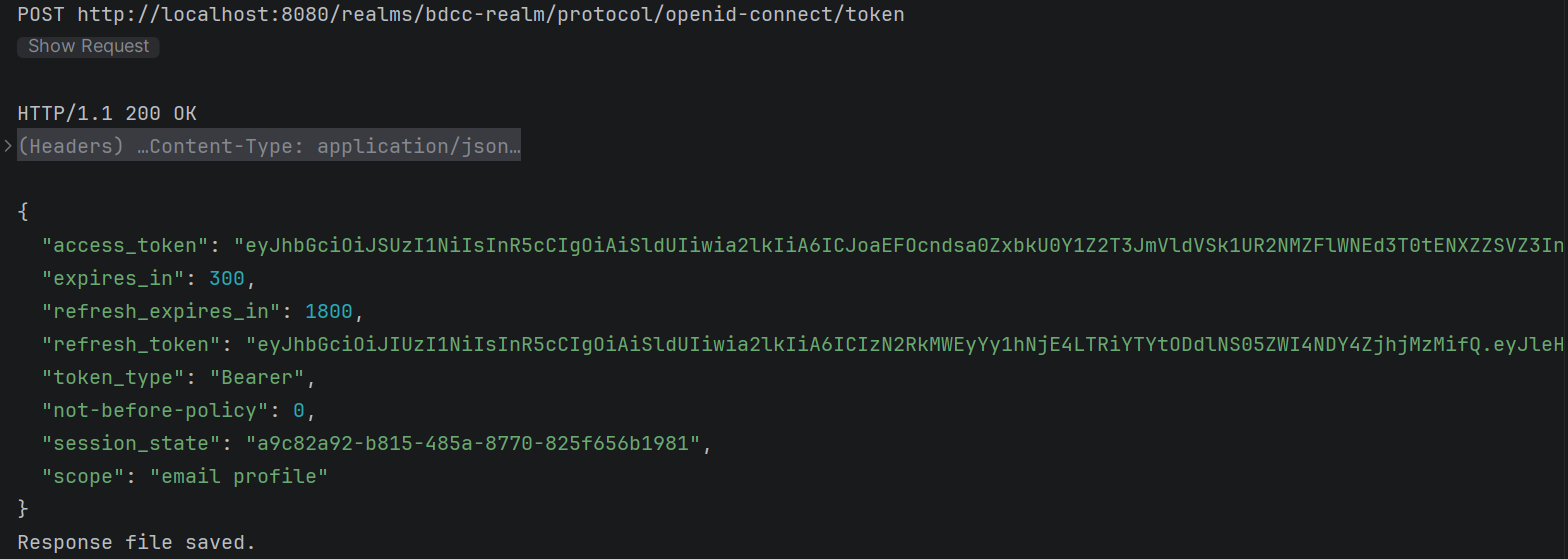 POST http://localhost:8080/realms/bdcc-realm/protocol/openid-connect/token
Show Request
HTTP/1.1 200 OK
(Headers) …Content-Type: application/json…
{
"access_token": "eyJhbGciOiJSUzI1NiIsInR5cCIgOiAiSldUIiwia2lkIiA6ICJoaEFOcndsa0ZxbkU0Y1Z2T3JmVldVSk1UR2NMZFlWNEd3T0tENXZZSVZ3In
"expires_in": 300,
"refresh_expires_in": 1800,
"refresh_token": "eyJhbGciOiJIUzI1NiIsInR5cCIgOiAiSldUIiwia2lkIiA6ICIzN2RkMWEyYy1hNjE4LTRiYTYtODdlNS05ZWI4NDY4ZjhjMzMifQ.eyJleH
"token_type": "Bearer",
"not-before-policy": 0,
"session_state": "a9c82a92-b815-485a-8770-825f656b1981",
"scope": "email profile"
}
Response file saved.